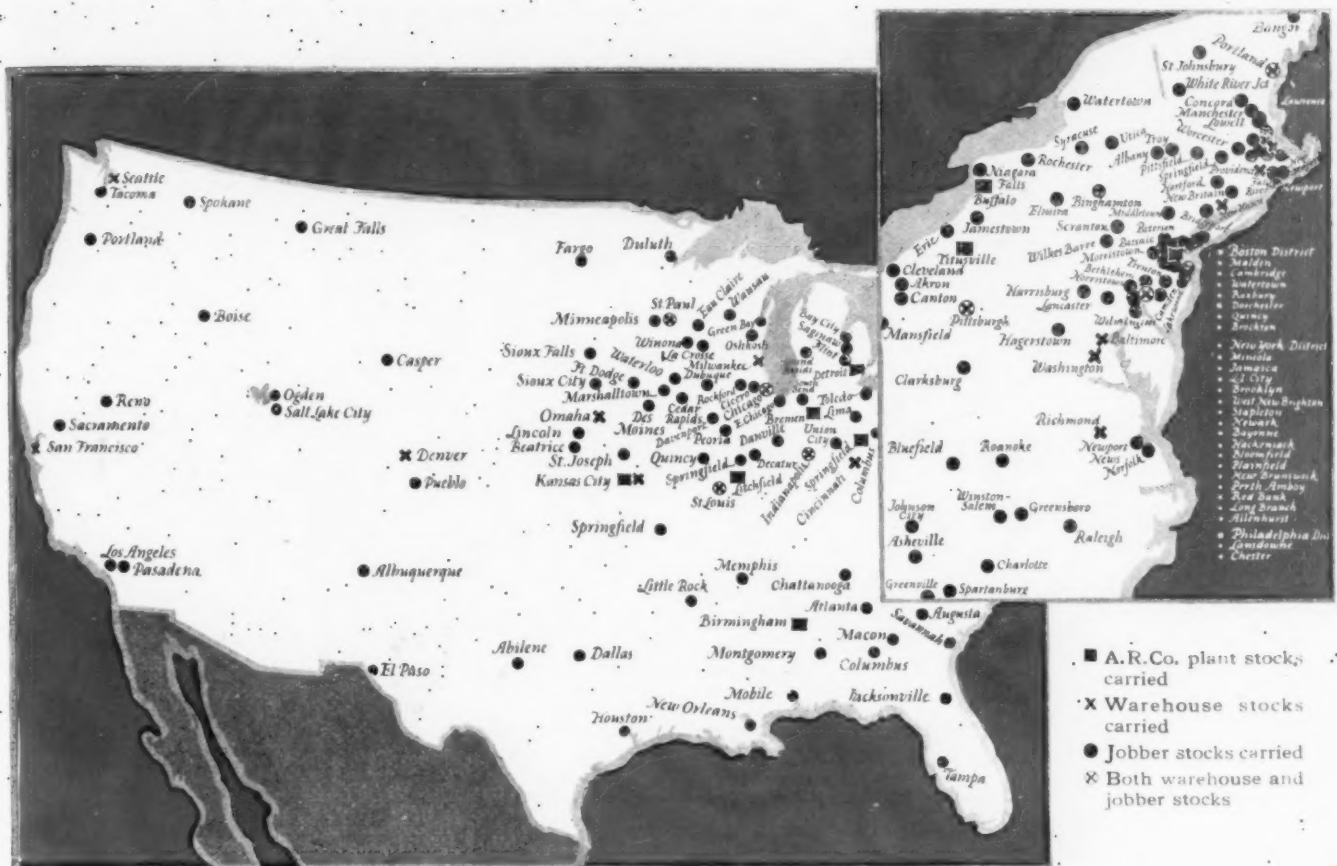 Seattle
Tacoma
Spokane
Great Falls
Portland
Boise
Casper
Ogden
Salt Lake City
Reno
Sacramento
San Francisco
Denver
Pueblo
Los Angeles
Pasadena
Albuquerque
El Paso
Abilene
Dallas
Houston
Fargo
Duluth
St Paul
Minneapolis
Eau Claire
Wausau
Green Bay
Winona
La Crosse
Oshkosh
Milwaukee
Sioux Falls
Ft Dodge
Waterloo
Dubuque
Sioux City
Marshalltown
Rockford
Cicero
Chicago
E. Chicago
South
Bend
Grand
Rapids
Bay City
Saginaw
Flint
Detroit
Toledo
Omaha
Des
Moines
Cedar
Rapids
Davenport
Peoria
Bremen
Lima
Lincoln
Beatrice
Danville
Union
City
St. Joseph
Quincy
Springfield
Decatur
Kansas City
Litchfield
St Louis
Indianapolis
Springfield
Cincinnati
Columbus
Springfield
Memphis
Little Rock
Chattanooga
Atlanta
Birmingham
Macon
Montgomery
Columbus
Savannah
Augusta
Mobile
New Orleans
Jacksonville
Tampa
Bangor
Portland
St Johnsbury
White River Jct
Concord
Manchester
Lowell
Lawrence
Watertown
Syracuse
Utica
Troy
Worcester
Rochester
Albany
Pittsfield
Springfield
Providence
Niagara
Falls
Buffalo
Hartford
New Britain
Newport
Elmira
Binghamton
Middletown
Scranton
Jamestown
Erie
Titusville
Wilkes Barre
Paterson
Passaic
Morristown
Bethlehem
Norristown
Trenton
Cleveland
Akron
Canton
Harrisburg
Lancaster
Camden
Mansfield
Pittsburgh
Hagerstown
Wilmington
Baltimore
Washington
Clarksburg
Richmond
Bluefield
Roanoke
Newport
News
Norfolk
Johnson
City
Winston-
Salem
Greensboro
Raleigh
Asheville
Charlotte
Greenville
Spartanburg
Boston District
Malden
Cambridge
Watertown
Roxbury
Dorchester
Quincy
Brockton
New York District
Mineola
Jamaica
L I City
Brooklyn
West New Brighton
Stapleton
Newark
Bayonne
Hackensack
Bloomfield
Plainfield
New Brunswick
Perth Amboy
Red Bank
Long Branch
Allenhurst
Philadelphia Dis
Lansdowne
Chester
A.R.Co. plant stocks
carried
Warehouse stocks
carried
Jobber stocks carried
Both warehouse and
jobber stocks